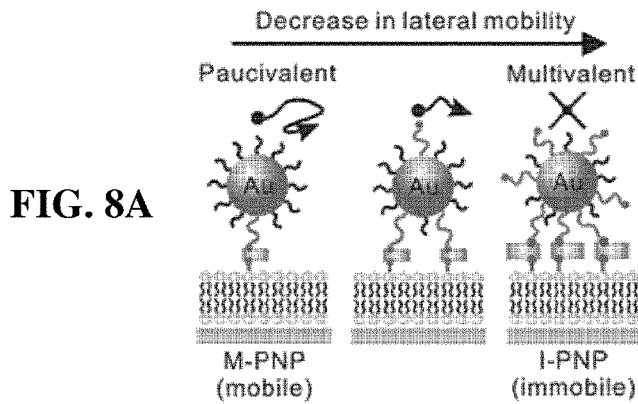 Decrease in lateral mobility
Paucivalent
Multivalent
FIG. 8A
Au
Au
Au
M-PNP
(mobile)
I-PNP
(immobile)